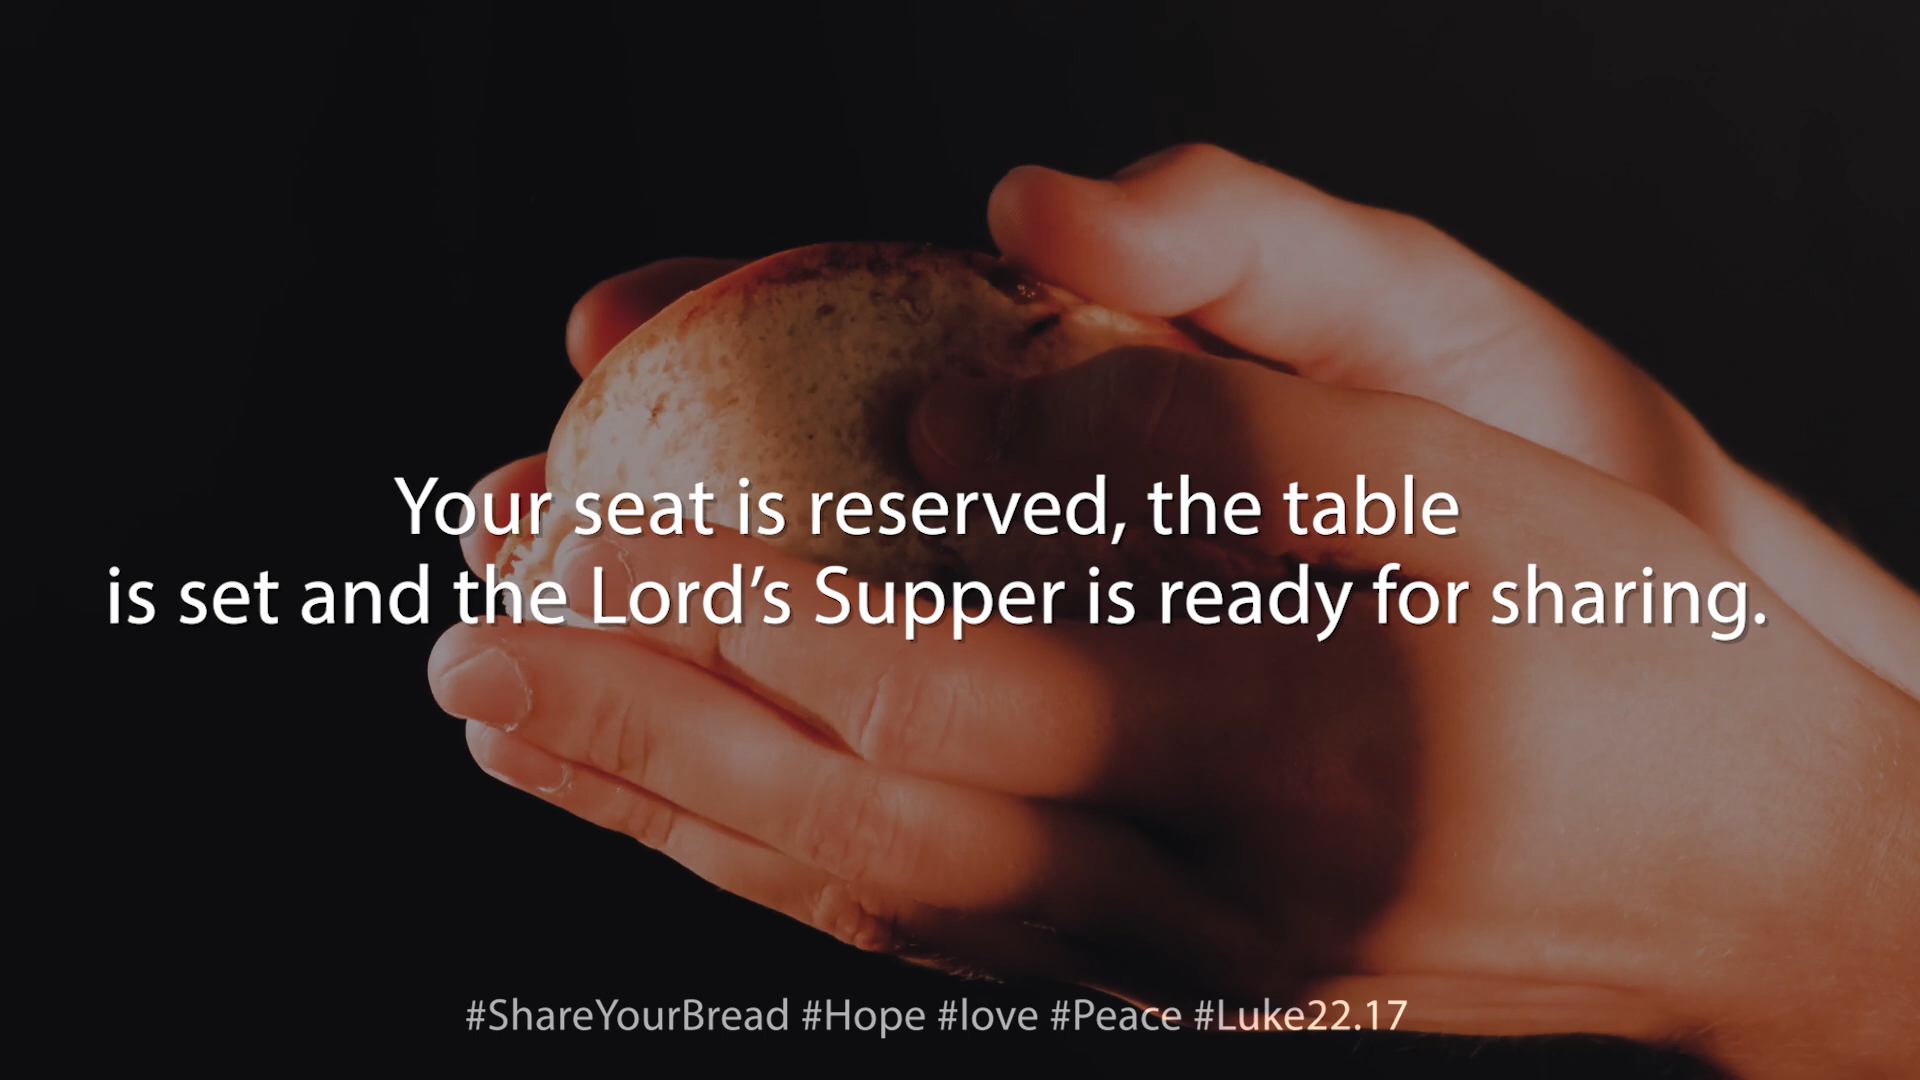 Your seat is reserved, the table
is set and the Lord’s Supper is ready for sharing.
#ShareYourBread #Hope #love #Peace #Luke22.17